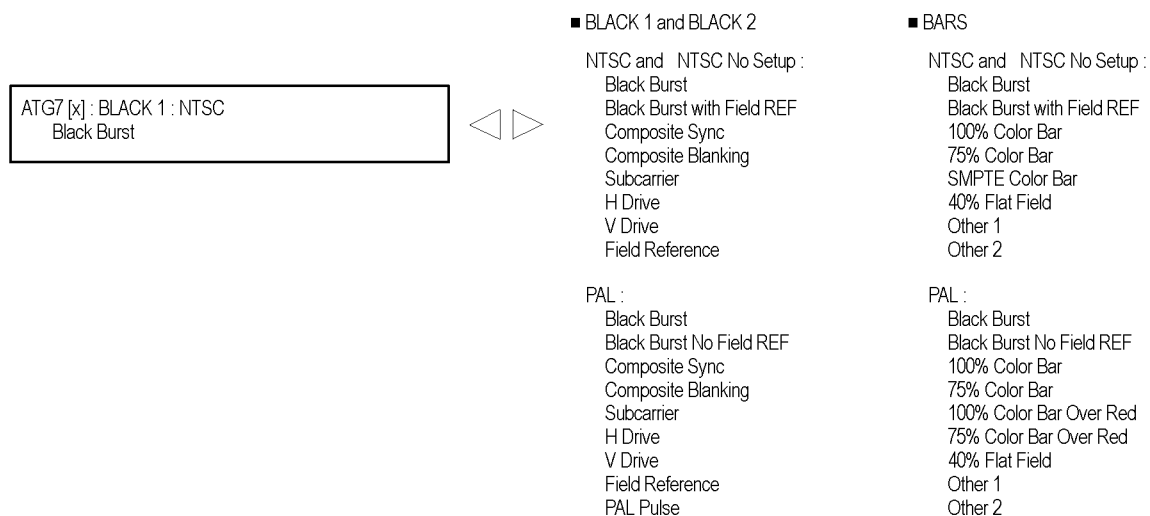 ATG7 [x] : BLACK 1 : NTSC
Black Burst
■ BLACK 1 and BLACK 2
NTSC and NTSC No Setup :
Black Burst
Black Burst with Field REF
Composite Sync
Composite Blanking
Subcarrier
H Drive
V Drive
Field Reference
PAL :
Black Burst
Black Burst No Field REF
Composite Sync
Composite Blanking
Subcarrier
H Drive
V Drive
Field Reference
PAL Pulse
■ BARS
NTSC and NTSC No Setup :
Black Burst
Black Burst with Field REF
100% Color Bar
75% Color Bar
SMPTE Color Bar
40% Flat Field
Other 1
Other 2
PAL :
Black Burst
Black Burst No Field REF
100% Color Bar
75% Color Bar
100% Color Bar Over Red
75% Color Bar Over Red
40% Flat Field
Other 1
Other 2